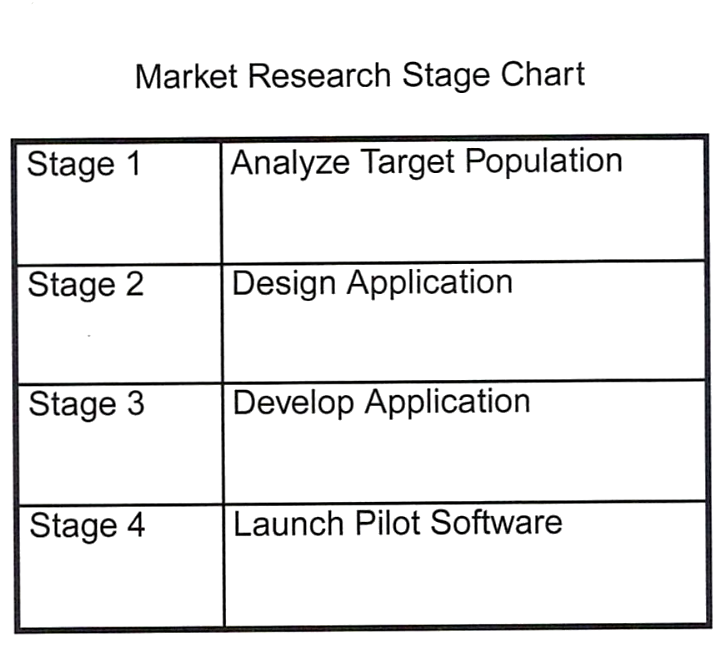 Market Research Stage Chart
Stage 1 Analyze Target Population
Stage 2 Design Application
Stage 3 Develop Application
Stage 4 Launch Pilot Software